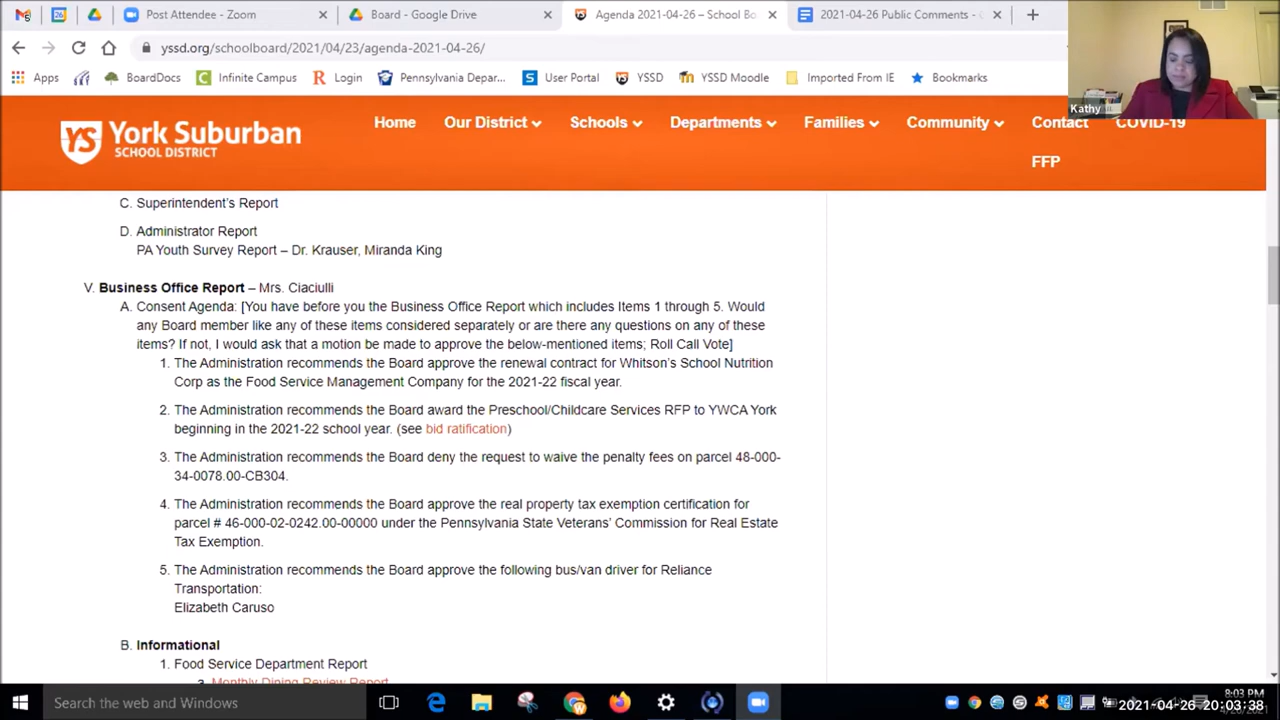 Post Attendee - Zoom
Board - Google Drive
Agenda 2021-04-26 – School Bo
2021-04-26 Public Comments -
yssd.org/schoolboard/2021/04/23/agenda-2021-04-26/
Apps
BoardDocs
Infinite Campus
Login
Pennsylvania Depar...
User Portal
YSSD
YSSD Moodle
Imported From IE
Bookmarks
Kathy
YS York Suburban
SCHOOL DISTRICT
Home
Our District
Schools
Departments
Families
Community
Contact
COVID-19
FFP
C. Superintendent's Report
D. Administrator Report
PA Youth Survey Report – Dr. Krauser, Miranda King
V. Business Office Report – Mrs. Ciaciulli
A. Consent Agenda: [You have before you the Business Office Report which includes Items 1 through 5. Would
any Board member like any of these items considered separately or are there any questions on any of these
items? If not, I would ask that a motion be made to approve the below-mentioned items; Roll Call Vote]
1. The Administration recommends the Board approve the renewal contract for Whitson's School Nutrition
Corp as the Food Service Management Company for the 2021-22 fiscal year.
2. The Administration recommends the Board award the Preschool/Childcare Services RFP to YWCA York
beginning in the 2021-22 school year. (see bid ratification)
3. The Administration recommends the Board deny the request to waive the penalty fees on parcel 48-000-
34-0078.00-CB304.
4. The Administration recommends the Board approve the real property tax exemption certification for
parcel # 46-000-02-0242.00-00000 under the Pennsylvania State Veterans' Commission for Real Estate
Tax Exemption.
5. The Administration recommends the Board approve the following bus/van driver for Reliance
Transportation:
Elizabeth Caruso
B. Informational
1. Food Service Department Report
a. Monthly Dining Review Report
Search the web and Windows
8:03 PM
2021-04-26 20:03:38